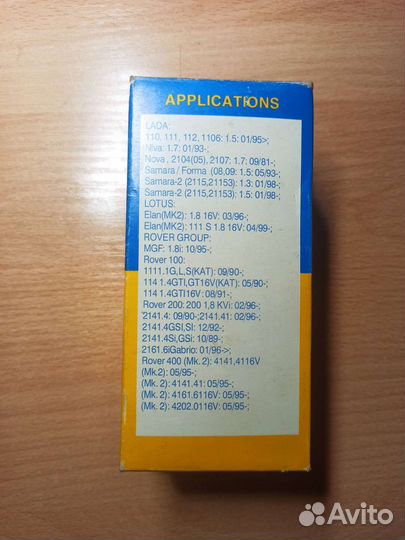 APPLICATIONS
LADA:
110, 111, 112, 1106: 1.5: 01/95>;
Niva: 1.7: 01/93-;
Nova , 2104(05), 2107: 1.7: 09/81-;
Samara / Forma (08,09: 1.5: 05/93-;
Samara-2 (2115,21153): 1.3: 01/98-;
Samara-2 (2115,21153): 1.5: 01/98-;
LOTUS:
Elan(MK2): 1.8 16V: 03/96-;
Elan(MK2): 111 S 1.8 16V: 04/99-;
ROVER GROUP:
MGF: 1.8i: 10/95-;
Rover 100:
1111.1G,L,S(KAT): 09/90-;
114 1.4GTI,GT16V(KAT): 05/90-;
114 1.4GTI16V: 08/91-;
Rover 200: 200 1,8 KVi: 02/96-;
2141.4: 09/90-;2141.41: 02/96-;
2141.4GSI,SI: 12/92-;
2141.4Si,GSi: 10/89-;
2161.6iGabrio: 01/96->;
Rover 400 (Mk. 2): 4141,4116V
(Mk.2): 05/95-;
(Mk. 2): 4141.41: 05/95-;
(Mk. 2): 4161.6116V: 05/95-;
(Mk. 2): 4202.0116V: 05/95-;
Avito